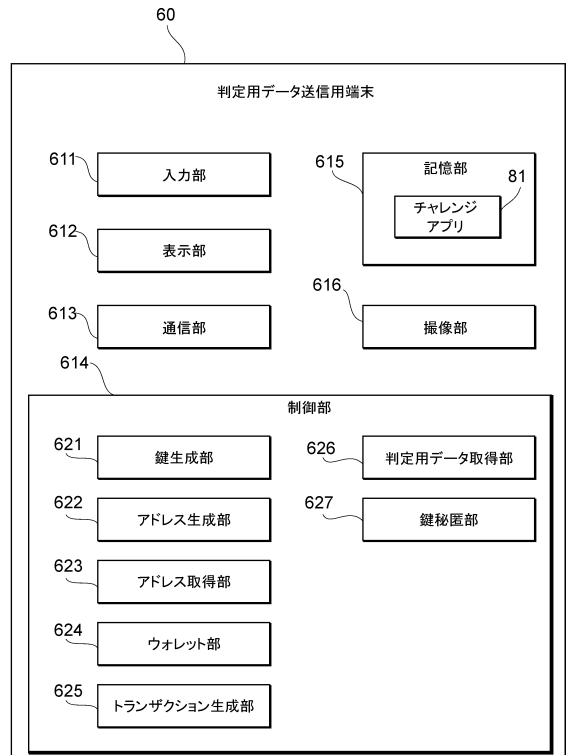 60
判定用データ送信用端末
611
入力部
612
表示部
613
通信部
615
記憶部
81
チャレンジ
アプリ
616
撮像部
614
制御部
621
鍵生成部
622
アドレス生成部
623
アドレス取得部
624
ウォレット部
625
トランザクション生成部
626
判定用データ取得部
627
鍵秘匿部